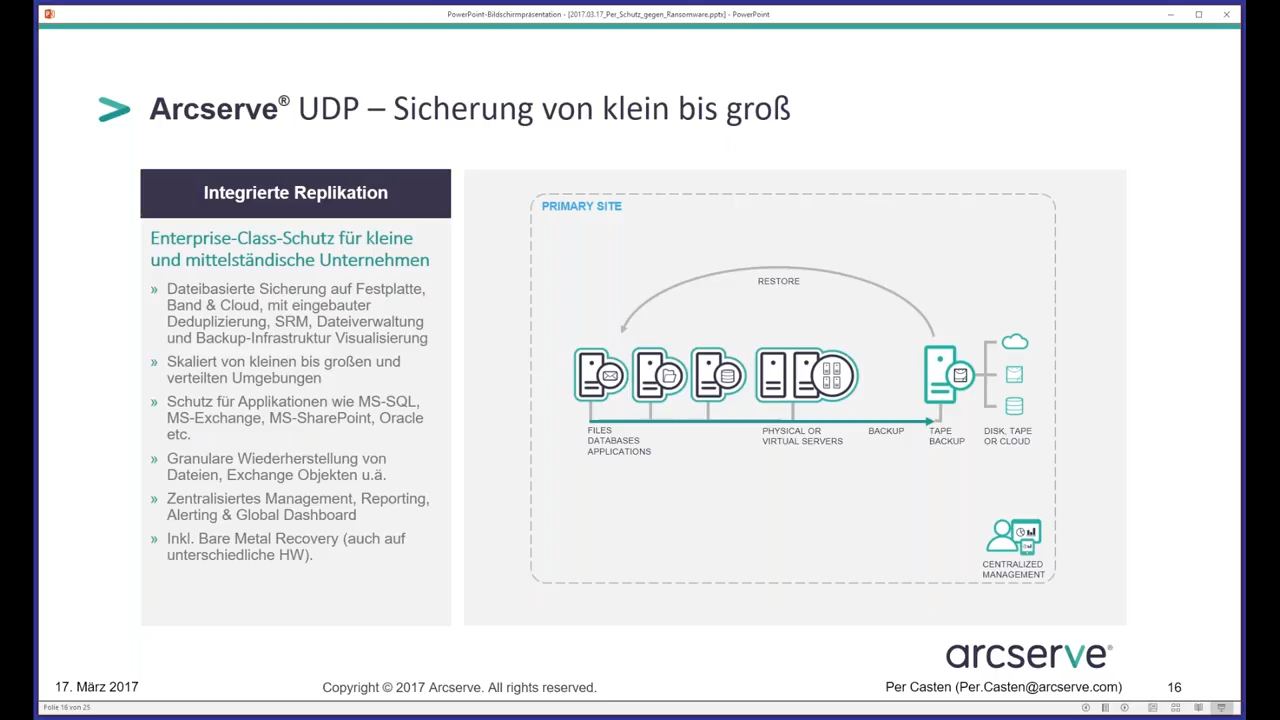 PowerPoint-Bildschirmpräsentation - [2017.03.17_Per_Schutz_gegen_Ransomware.pptx] - PowerPoint
Arcserve® UDP – Sicherung von klein bis groß
Integrierte Replikation
Enterprise-Class-Schutz für kleine
und mittelständische Unternehmen
» Dateibasierte Sicherung auf Festplatte,
Band & Cloud, mit eingebauter
Deduplizierung, SRM, Dateiverwaltung
und Backup-Infrastruktur Visualisierung
» Skaliert von kleinen bis großen und
verteilten Umgebungen
» Schutz für Applikationen wie MS-SQL,
MS-Exchange, MS-SharePoint, Oracle
etc.
» Granulare Wiederherstellung von
Dateien, Exchange Objekten u.ä.
» Zentralisiertes Management, Reporting,
Alerting & Global Dashboard
» Inkl. Bare Metal Recovery (auch auf
unterschiedliche HW).
PRIMARY SITE
RESTORE
FILES
DATABASES
APPLICATIONS
PHYSICAL OR
VIRTUAL SERVERS
BACKUP
TAPE
BACKUP
DISK, TAPE
OR CLOUD
CENTRALIZED
MANAGEMENT
arcserve®
17. März 2017
Copyright © 2017 Arcserve. All rights reserved.
Per Casten (Per.Casten@arcserve.com)
16
Folie 16 von 25